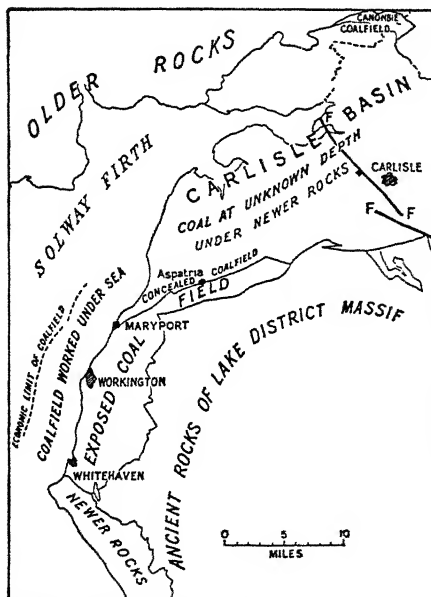 CANONBIE
COALFIELD
OLDER ROCKS
CARLISLE BASIN
F
SOLWAY FIRTH
COAL AT UNKNOWN DEPTH
UNDER NEWER ROCKS
CARLISLE
F
F
Aspatria
CONCEALED COALFIELD
EXPOSED COAL FIELD
MARYPORT
ECONOMIC LIMIT OF COALFIELD
COALFIELD WORKED UNDER SEA
WORKINGTON
ANCIENT ROCKS OF LAKE DISTRICT MASSIF
WHITEHAVEN
NEWER ROCKS
0 5 10
MILES